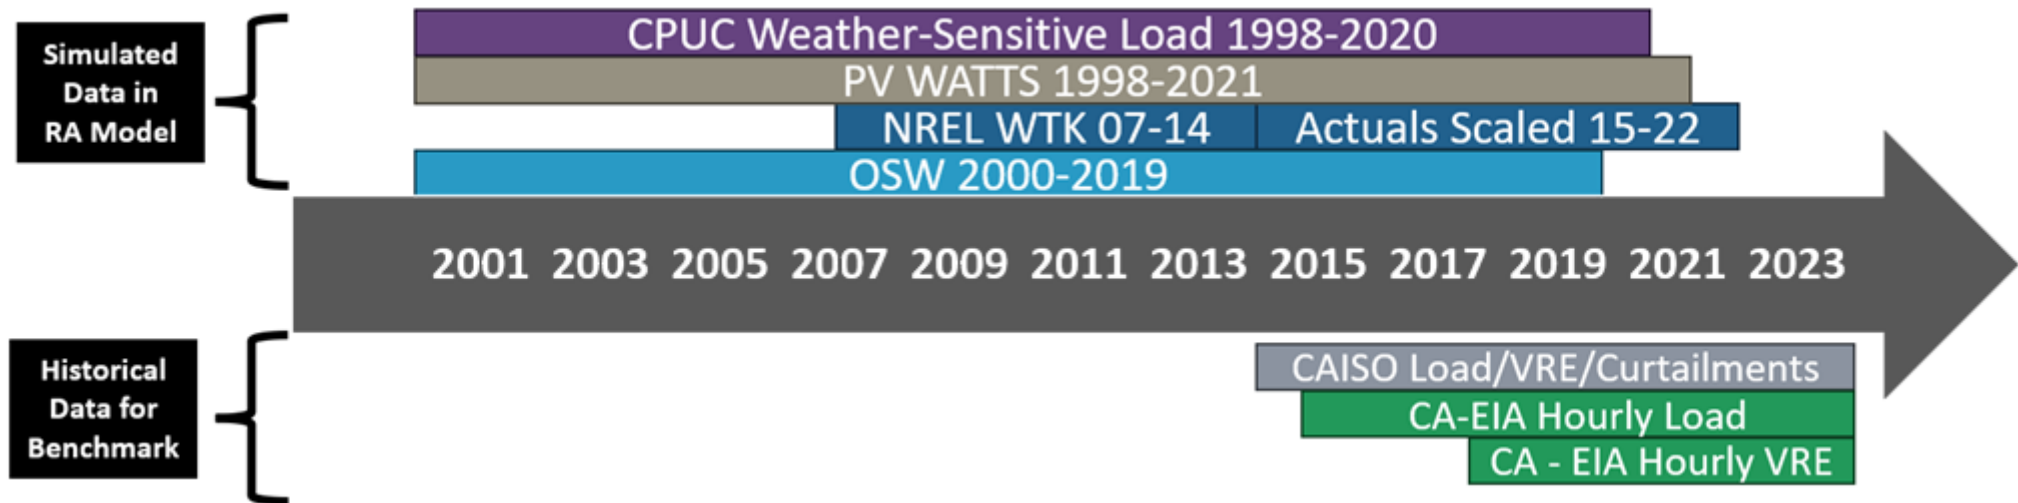 Simulated
Data in
RA Model
CPUC Weather-Sensitive Load 1998-2020
PV WATTS 1998-2021
NREL WTK 07-14
Actuals Scaled 15-22
OSW 2000-2019
2001 2003 2005 2007 2009 2011 2013 2015 2017 2019 2021 2023
Historical
Data for
Benchmark
CAISO Load/VRE/Curtailments
CA-EIA Hourly Load
CA - EIA Hourly VRE